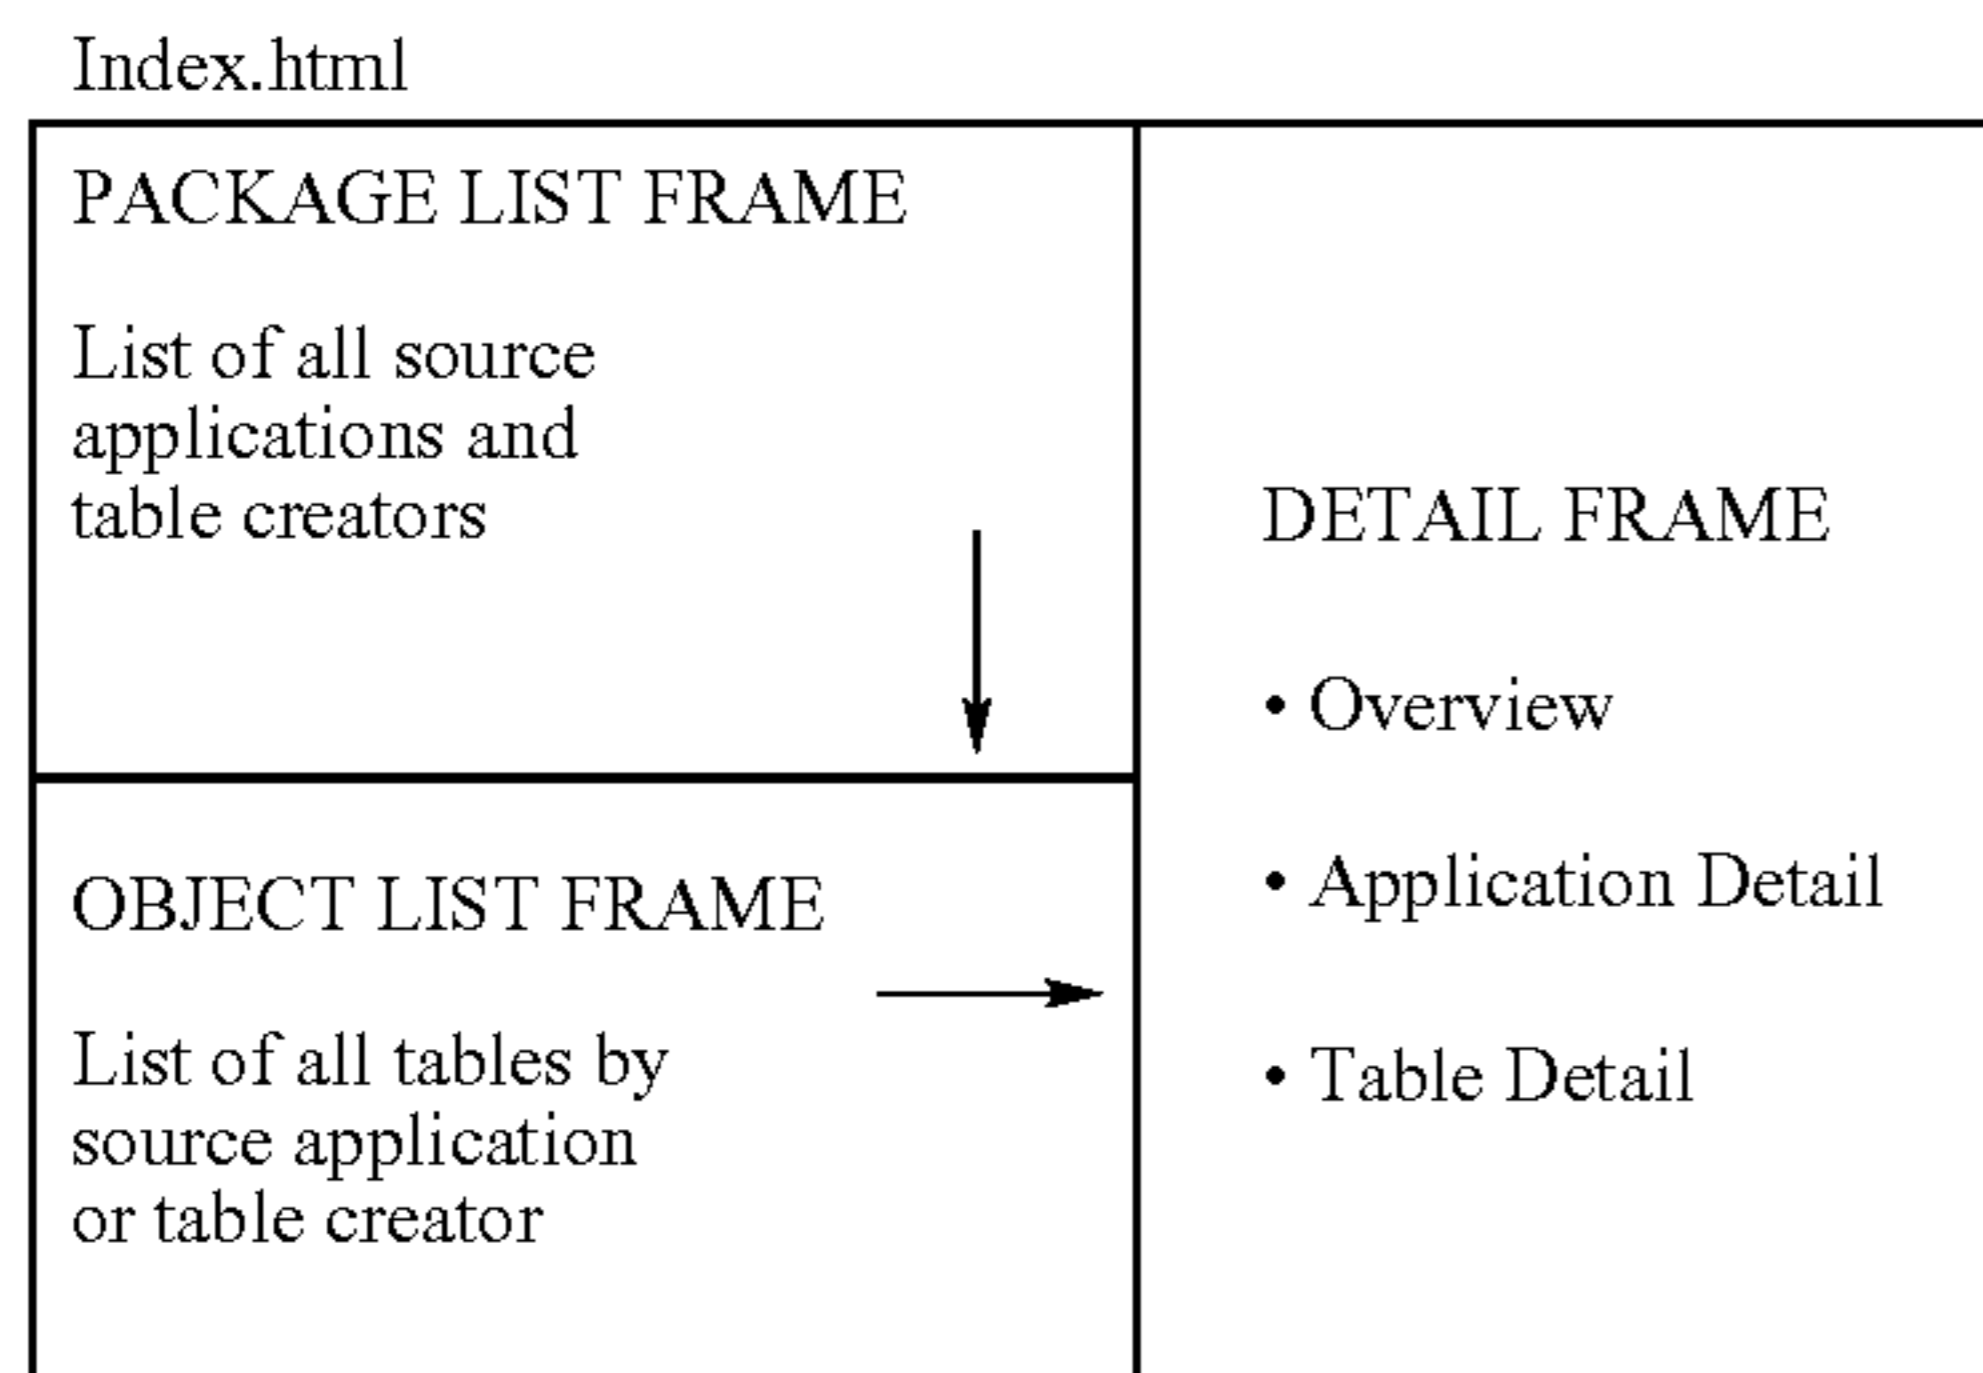 Index.html
PACKAGE LIST FRAME
List of all source
applications and
table creators
OBJECT LIST FRAME
List of all tables by
source application
or table creator
DETAIL FRAME
• Overview
• Application Detail
• Table Detail